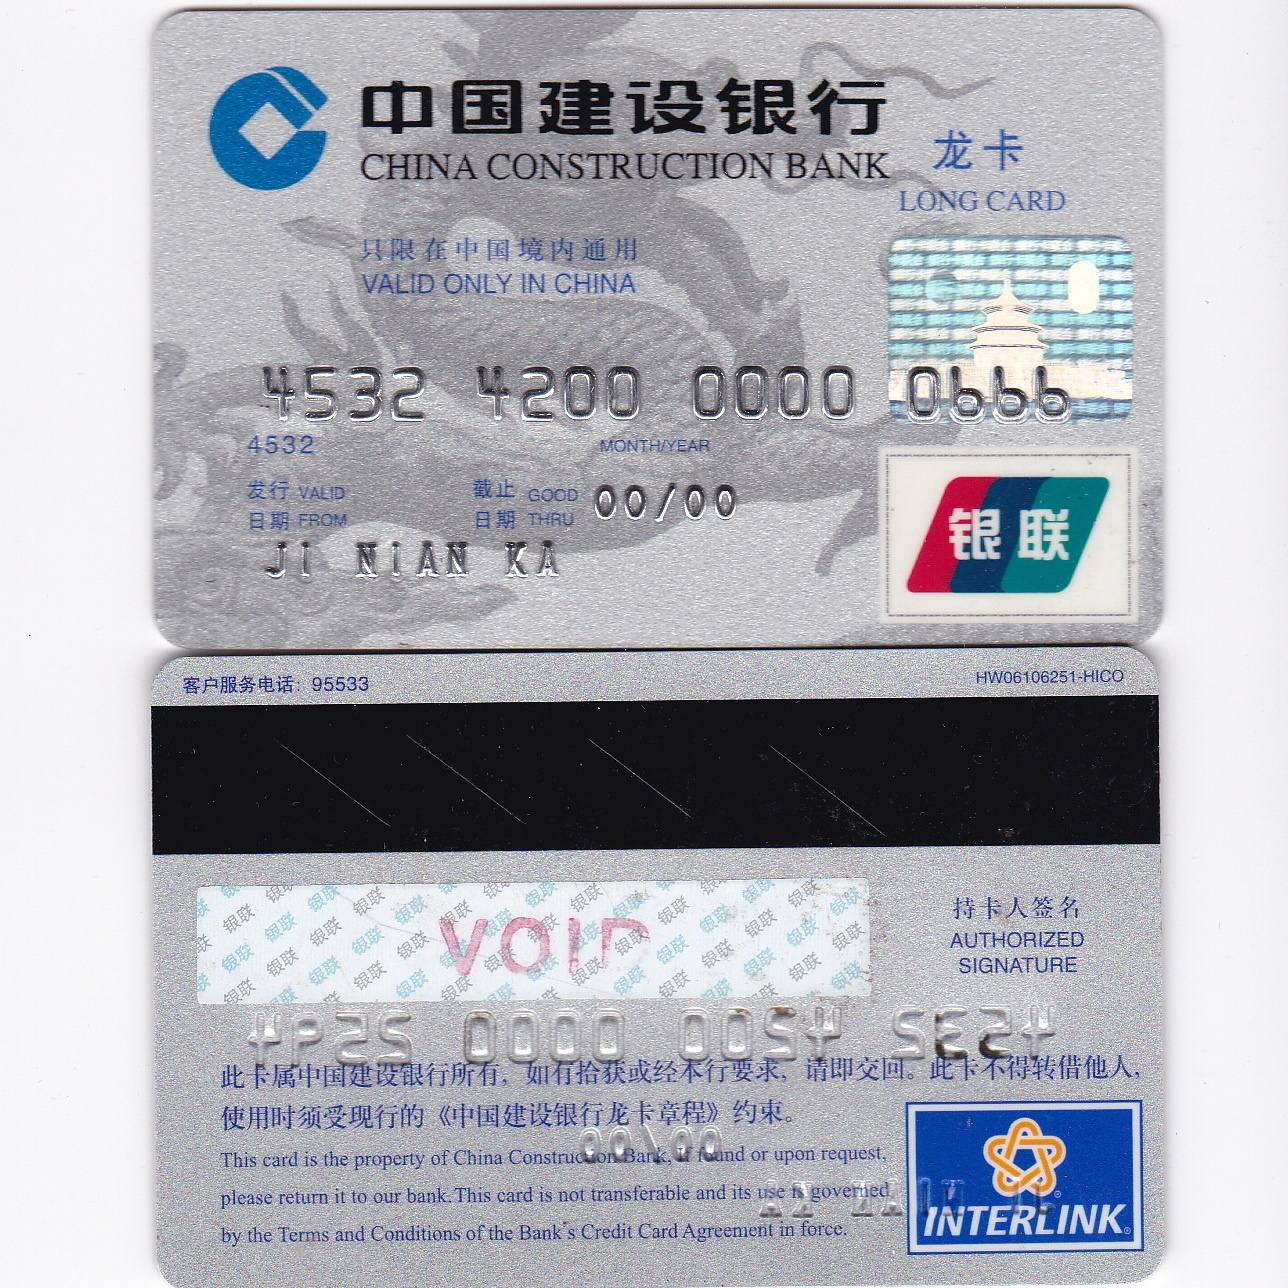 中国建设银行
CHINA CONSTRUCTION BANK
龙卡
LONG CARD
只限在中国境内通用
VALID ONLY IN CHINA
4532 4200 0000 0666
4532
MONTH/YEAR
发行 VALID
日期 FROM
截止 GOOD
日期 THRU
00/00
JI NIAN KA
银联
客户服务电话: 95533
HW06106251-HICO
VOID
持卡人签名
AUTHORIZED
SIGNATURE
此卡属中国建设银行所有, 如有拾获或经本行要求, 请即交回。此卡不得转借他人,
使用时须受现行的《中国建设银行龙卡章程》约束。
This card is the property of China Construction Bank, If found or upon request,
please return it to our bank. This card is not transferable and its use is governed
by the Terms and Conditions of the Bank's Credit Card Agreement in force.
INTERLINK®